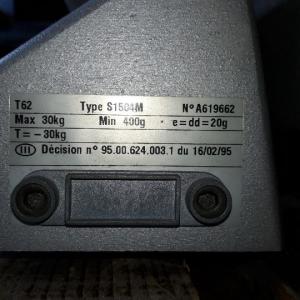 T62 Type S1504M N° A619662
Max 30kg Min 400g e=dd=20g
T=-30kg
III Décision n° 95.00.624.003.1 du 16/02/95